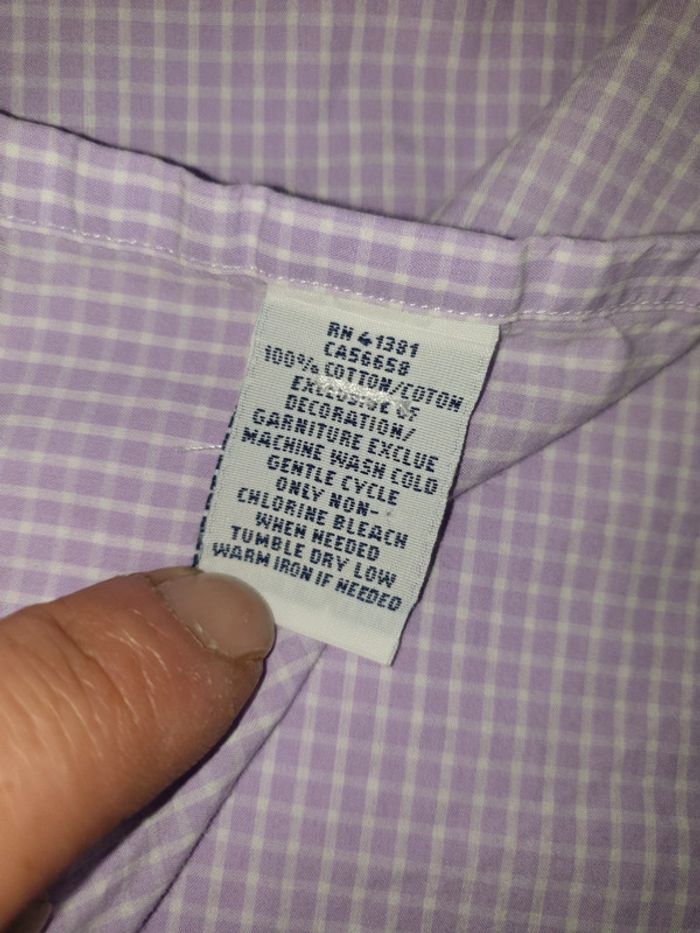 RN 41381
CA56658
100% COTTON/COTON
EXCLUSIVE OF
DECORATION/
GARNITURE EXCLUE
MACHINE WASH COLD
GENTLE CYCLE
ONLY NON-
CHLORINE BLEACH
WHEN NEEDED
TUMBLE DRY LOW
WARM IRON IF NEEDED